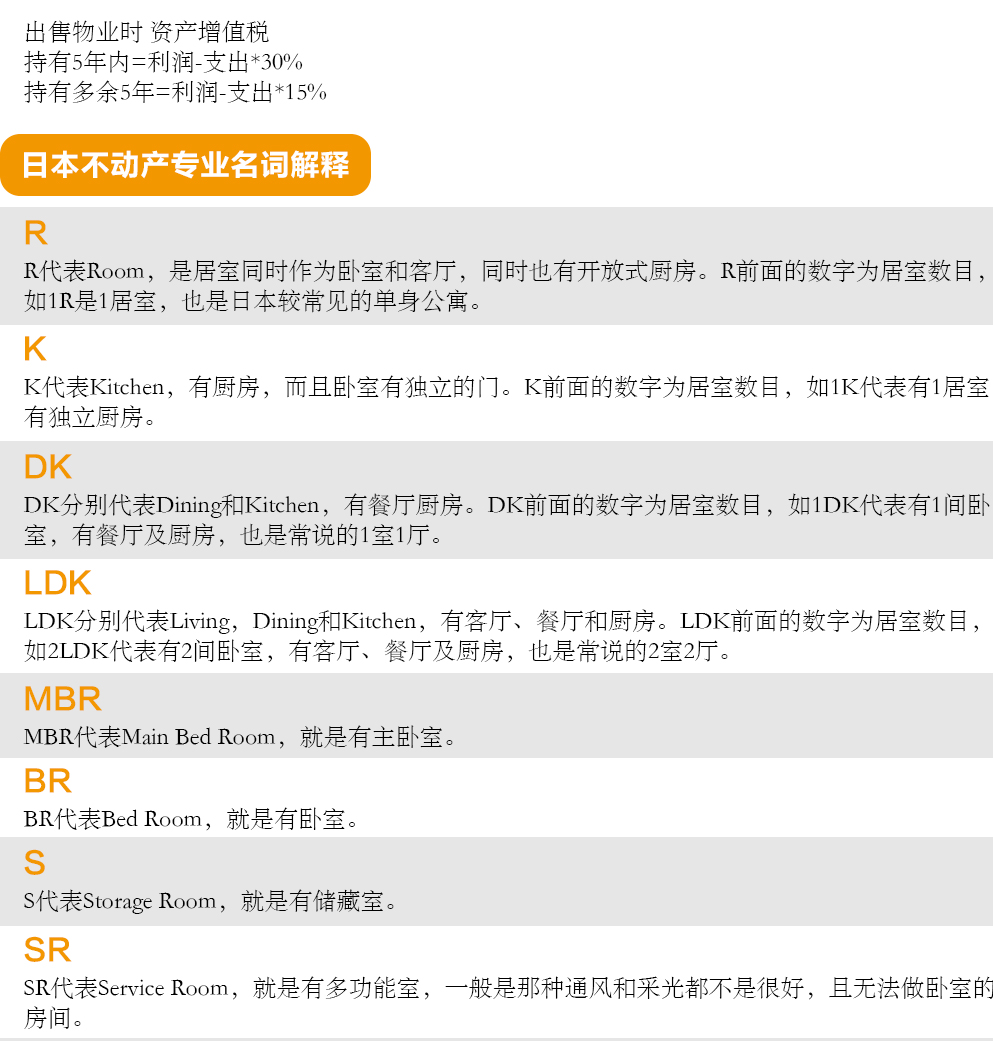 出售物业时 资产增值税
持有5年内=利润-支出*30%
持有多余5年=利润-支出*15%
日本不动产专业名词解释
R
R代表Room，是居室同时作为卧室和客厅，同时也有开放式厨房。R前面的数字为居室数目，
如1R是1居室，也是日本较常见的单身公寓。
K
K代表Kitchen，有厨房，而且卧室有独立的门。K前面的数字为居室数目，如1K代表有1居室
有独立厨房。
DK
DK分别代表Dining和Kitchen，有餐厅厨房。DK前面的数字为居室数目，如1DK代表有1间卧
室，有餐厅及厨房，也是常说的1室1厅。
LDK
LDK分别代表Living，Dining和Kitchen，有客厅、餐厅和厨房。LDK前面的数字为居室数目，
如2LDK代表有2间卧室，有客厅、餐厅及厨房，也是常说的2室2厅。
MBR
MBR代表Main Bed Room，就是有主卧室。
BR
BR代表Bed Room，就是有卧室。
S
S代表Storage Room，就是有储藏室。
SR
SR代表Service Room，就是有多功能室，一般是那种通风和采光都不是很好，且无法做卧室的
房间。